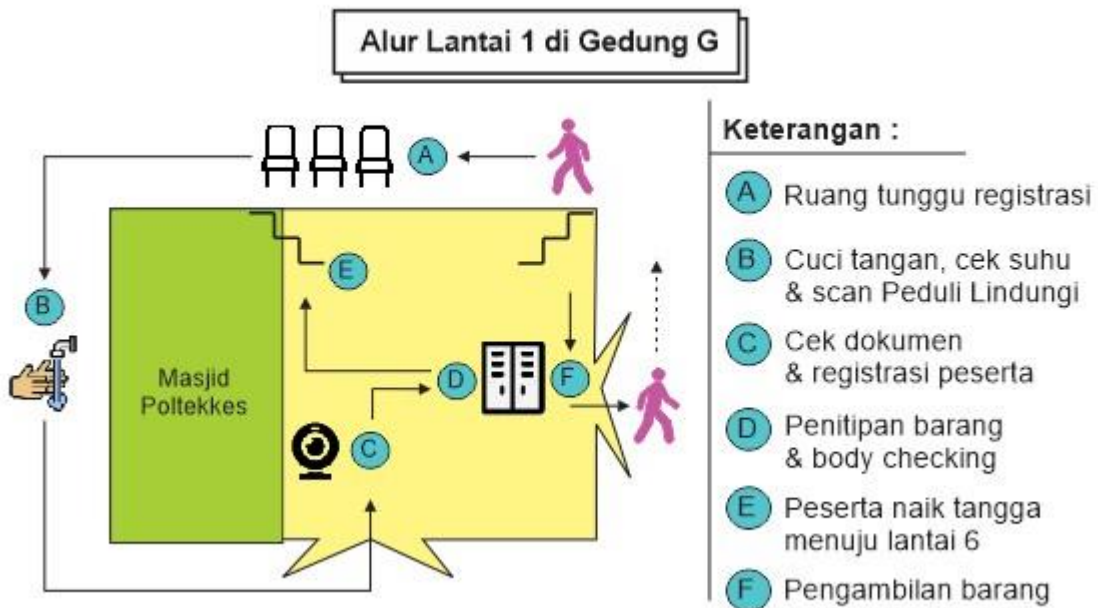 Alur Lantai 1 di Gedung G
A
B
Masjid
Poltekkes
E
D
F
C
Keterangan :
A Ruang tunggu registrasi
B Cuci tangan, cek suhu
& scan Peduli Lindungi
C Cek dokumen
& registrasi peserta
D Penitipan barang
& body checking
E Peserta naik tangga
menuju lantai 6
F Pengambilan barang